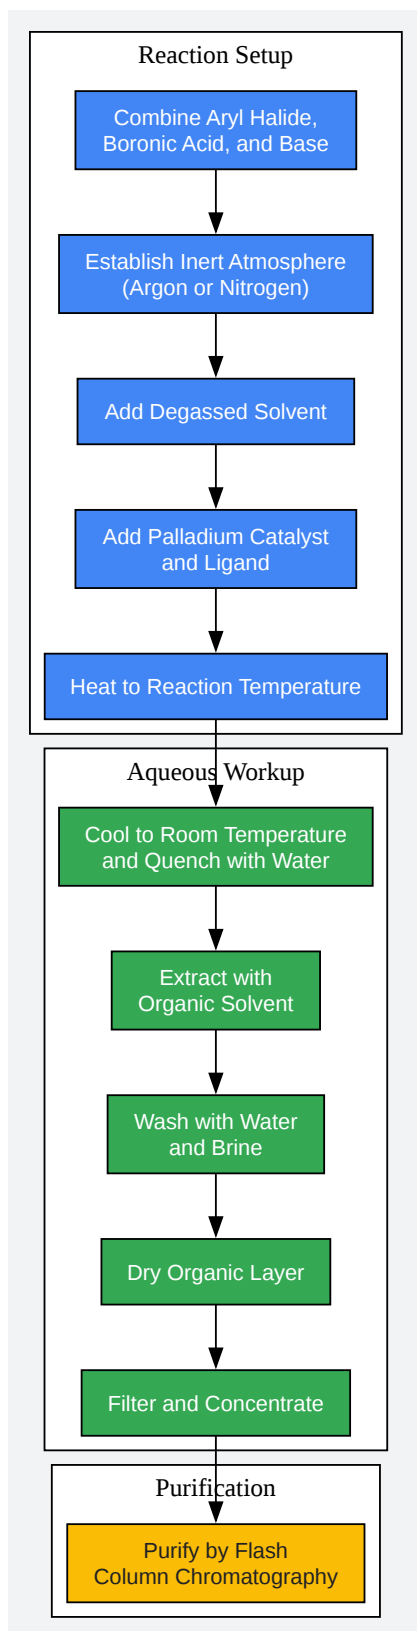 Reaction Setup
Combine Aryl Halide,
Boronic Acid, and Base
Establish Inert Atmosphere
(Argon or Nitrogen)
Add Degassed Solvent
Add Palladium Catalyst
and Ligand
Heat to Reaction Temperature
Aqueous Workup
Cool to Room Temperature
and Quench with Water
Extract with
Organic Solvent
Wash with Water
and Brine
Dry Organic Layer
Filter and Concentrate
Purification
Purify by Flash
Column Chromatography